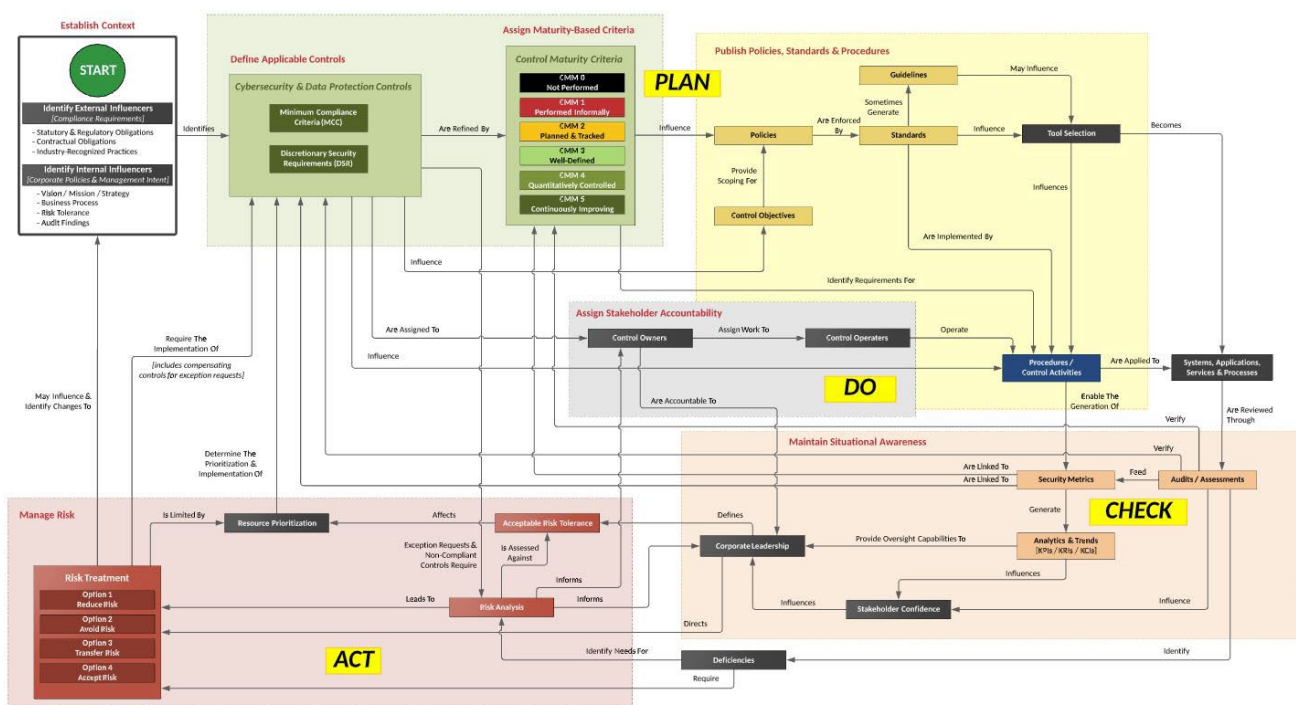 Establish Context
START
Identify External Influencers
[Compliance Requirements]
- Statutory & Regulatory Obligations
- Contractual Obligations
- Industry-Recognized Practices
Identify Internal Influencers
[Corporate Policies & Management Intent]
- Vision / Mission / Strategy
- Business Process
- Risk Tolerance
- Audit Findings
Identifies
Define Applicable Controls
Cybersecurity & Data Protection Controls
Minimum Compliance
Criteria (MCC)
Discretionary Security
Requirements (DSR)
Are Refined By
Assign Maturity-Based Criteria
Control Maturity Criteria
CMM 0
Not Performed
CMM 1
Performed Informally
CMM 2
Planned & Tracked
CMM 3
Well-Defined
CMM 4
Quantitatively Controlled
CMM 5
Continuously Improving
PLAN
Influence
Publish Policies, Standards & Procedures
Guidelines
May Influence
Sometimes
Generate
Policies
Are Enforced
By
Standards
Influence
Tool Selection
Becomes
Provide
Scoping For
Influences
Control Objectives
Are Implemented By
Influence
Identify Requirements For
Assign Stakeholder Accountability
Are Assigned To
Control Owners
Assign Work To
Control Operaters
Operate
Influence
Procedures /
Control Activities
Are Applied To
Systems, Applications,
Services & Processes
DO
Are Accountable To
Enable The
Generation Of
Are Reviewed
Through
Require The
Implementation Of
[includes compensating
controls for exception requests]
May Influence &
Identify Changes To
Determine The
Prioritization &
Implementation Of
Maintain Situational Awareness
Verify
Verify
Are Linked To
Are Linked To
Security Metrics
Feed
Audits / Assessments
CHECK
Generate
Manage Risk
Is Limited By
Resource Prioritization
Affects
Acceptable Risk Tolerance
Defines
Corporate Leadership
Provide Oversight Capabilities To
Analytics & Trends
[KPIs / KRIs / KCIs]
Exception Requests &
Non-Compliant
Controls Require
Is Assessed
Against
Informs
Influences
Risk Treatment
Option 1
Reduce Risk
Option 2
Avoid Risk
Option 3
Transfer Risk
Option 4
Accept Risk
Leads To
Risk Analysis
Informs
Influences
Stakeholder Confidence
Influence
Directs
ACT
Identify Needs For
Deficiencies
Identify
Require